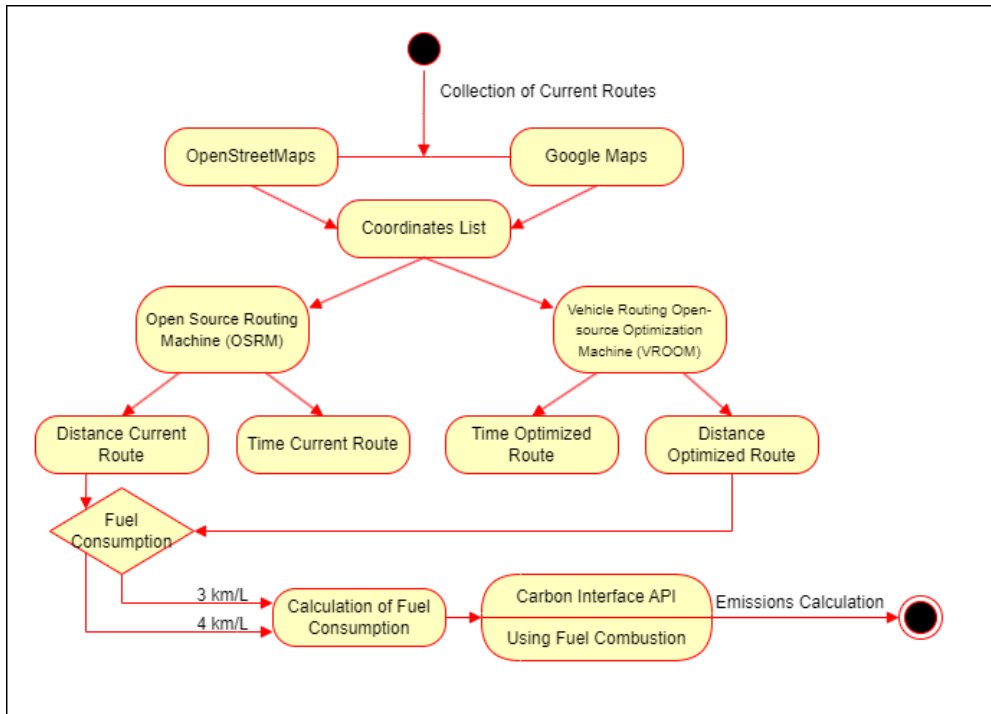 Collection of Current Routes
OpenStreetMaps
Google Maps
Coordinates List
Open Source Routing
Machine (OSRM)
Vehicle Routing Open-
source Optimization
Machine (VROOM)
Distance Current
Route
Time Current Route
Time Optimized
Route
Distance
Optimized Route
Fuel
Consumption
3 km/L
4 km/L
Calculation of Fuel
Consumption
Carbon Interface API
Using Fuel Combustion
Emissions Calculation